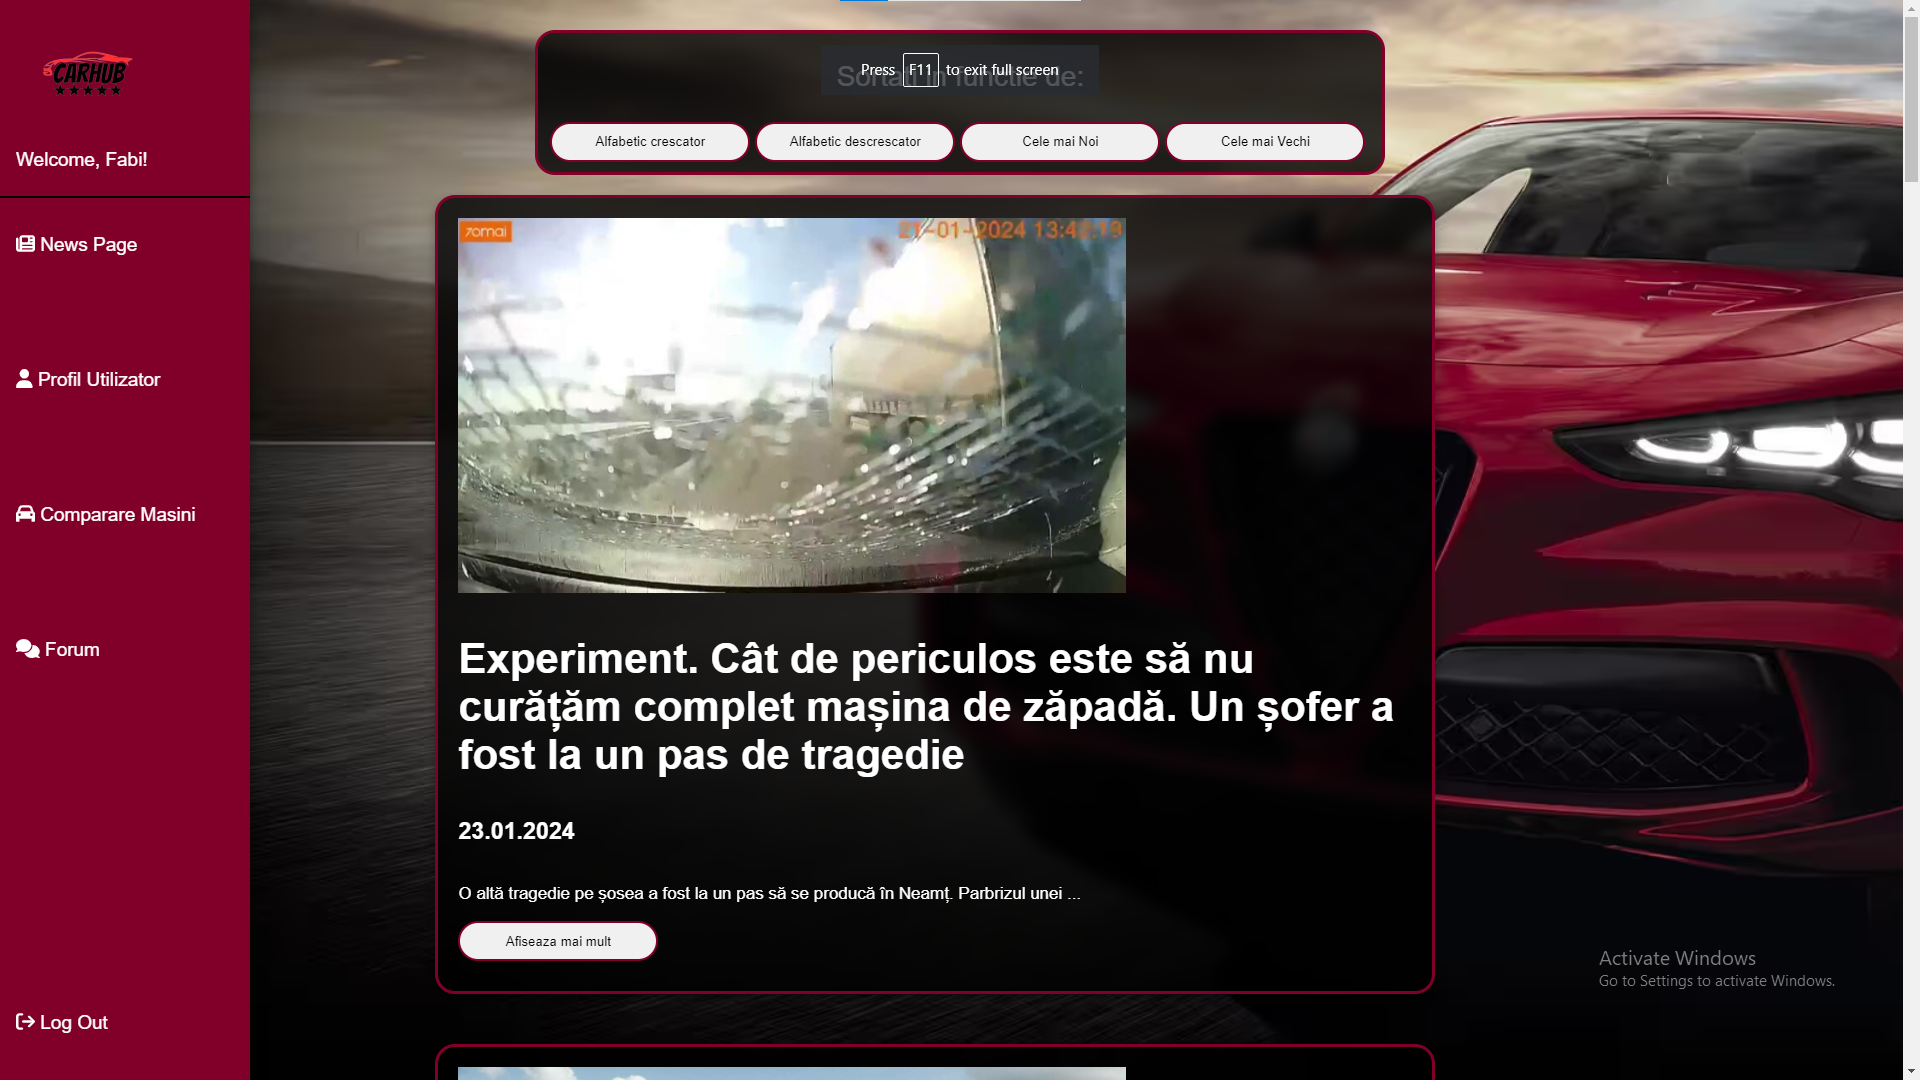 CARHUB
Welcome, Fabi!
News Page
Profil Utilizator
Comparare Masini
Forum
Log Out
Sortati in functie de:
Press F11 to exit full screen
Alfabetic crescator
Alfabetic descrescator
Cele mai Noi
Cele mai Vechi
70mai
21-01-2024 13:42:19
Experiment. Cât de periculos este să nu
curățăm complet mașina de zăpadă. Un șofer a
fost la un pas de tragedie
23.01.2024
O altă tragedie pe șosea a fost la un pas să se producă în Neamț. Parbrizul unei ...
Afiseaza mai mult
Activate Windows
Go to Settings to activate Windows.